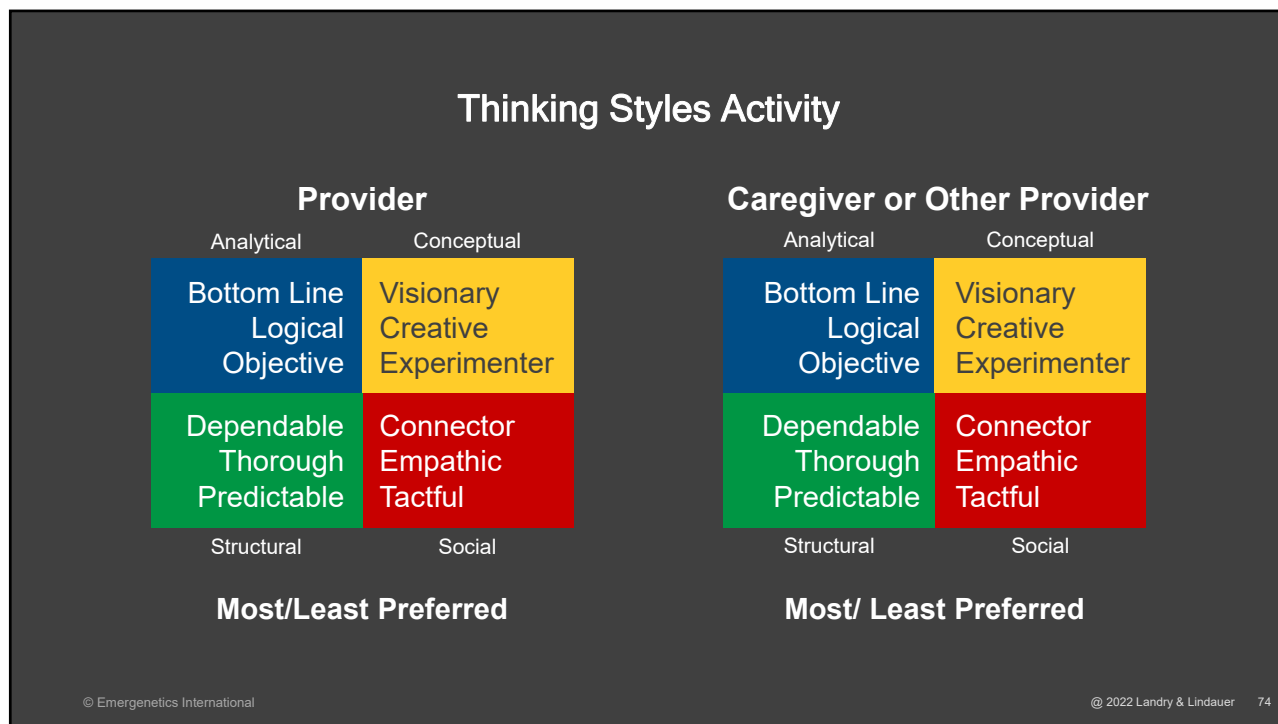 Thinking Styles Activity
Provider
Analytical
Conceptual
Bottom Line
Logical
Objective
Visionary
Creative
Experimenter
Dependable
Thorough
Predictable
Connector
Empathic
Tactful
Structural
Social
Most/Least Preferred
Caregiver or Other Provider
Analytical
Conceptual
Bottom Line
Logical
Objective
Visionary
Creative
Experimenter
Dependable
Thorough
Predictable
Connector
Empathic
Tactful
Structural
Social
Most/ Least Preferred
© Emergenetics International
@ 2022 Landry & Lindauer 74